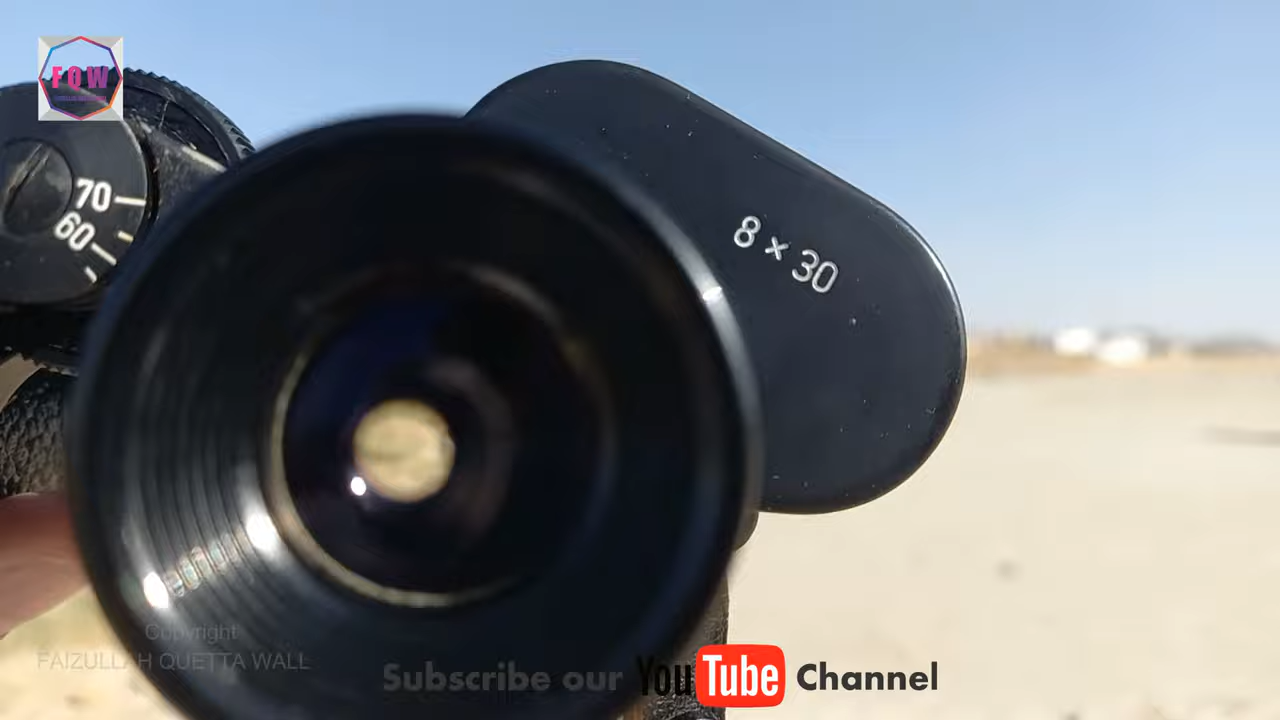 FQW
70
60
8 × 30
Copyright
FAIZULLAH QUETTA WALL
Subscribe our YouTube Channel